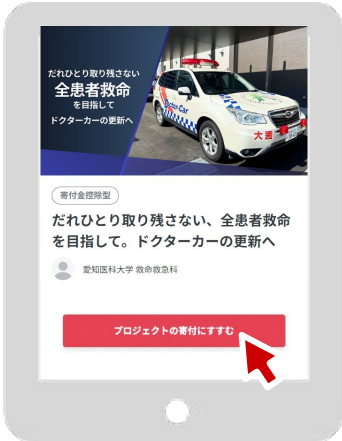 だれひとり取り残さない
全患者救命
を目指して
ドクターカーの更新へ
Doctor-Car
寄付金控除型
だれひとり取り残さない、全患者救命
を目指して。ドクターカーの更新へ
愛知医科大学 救命救急科
プロジェクトの寄付にすすむ